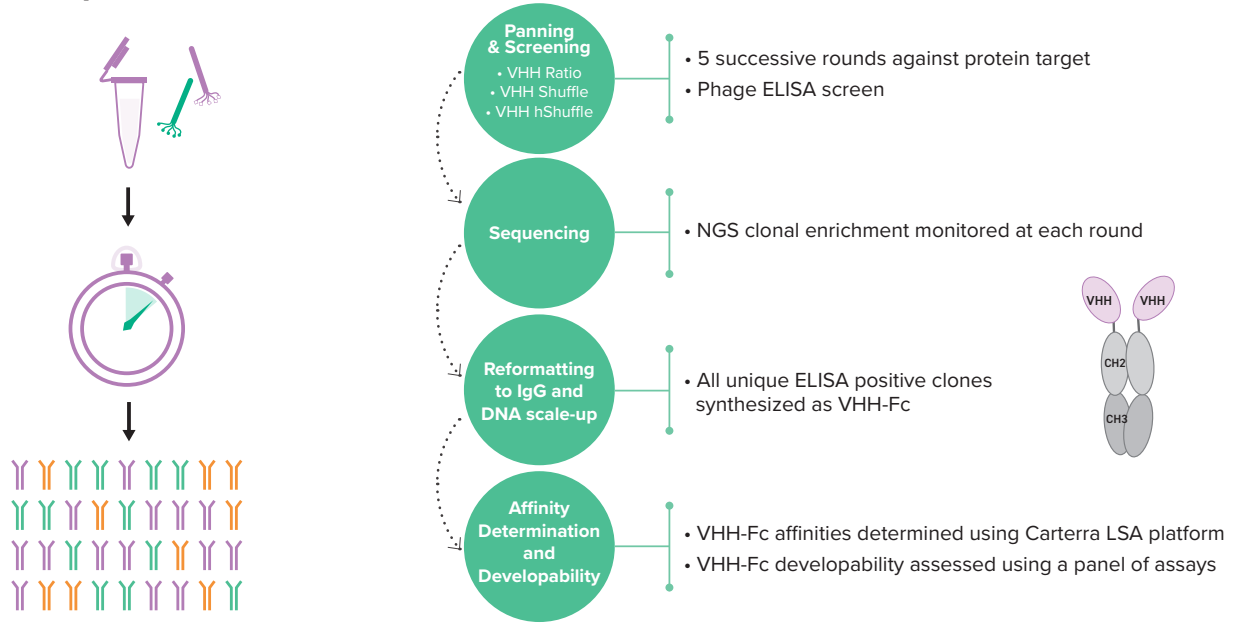 Panning
& Screening
• VHH Ratio
• VHH Shuffle
• VHH hShuffle
• 5 successive rounds against protein target
• Phage ELISA screen
Sequencing
• NGS clonal enrichment monitored at each round
VHH VHH
CH2
CH3
Reformatting
to IgG and
DNA scale-up
• All unique ELISA positive clones
synthesized as VHH-Fc
Affinity
Determination
and
Developability
• VHH-Fc affinities determined using Carterra LSA platform
• VHH-Fc developability assessed using a panel of assays